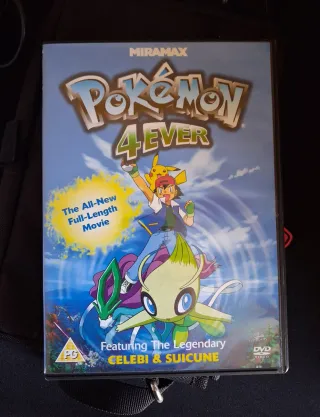 MIRAMAX
POKéMON
4EVER
The All-New
Full-Length
Movie
Featuring The Legendary
CELEBI & SUICUNE
PG
DVD